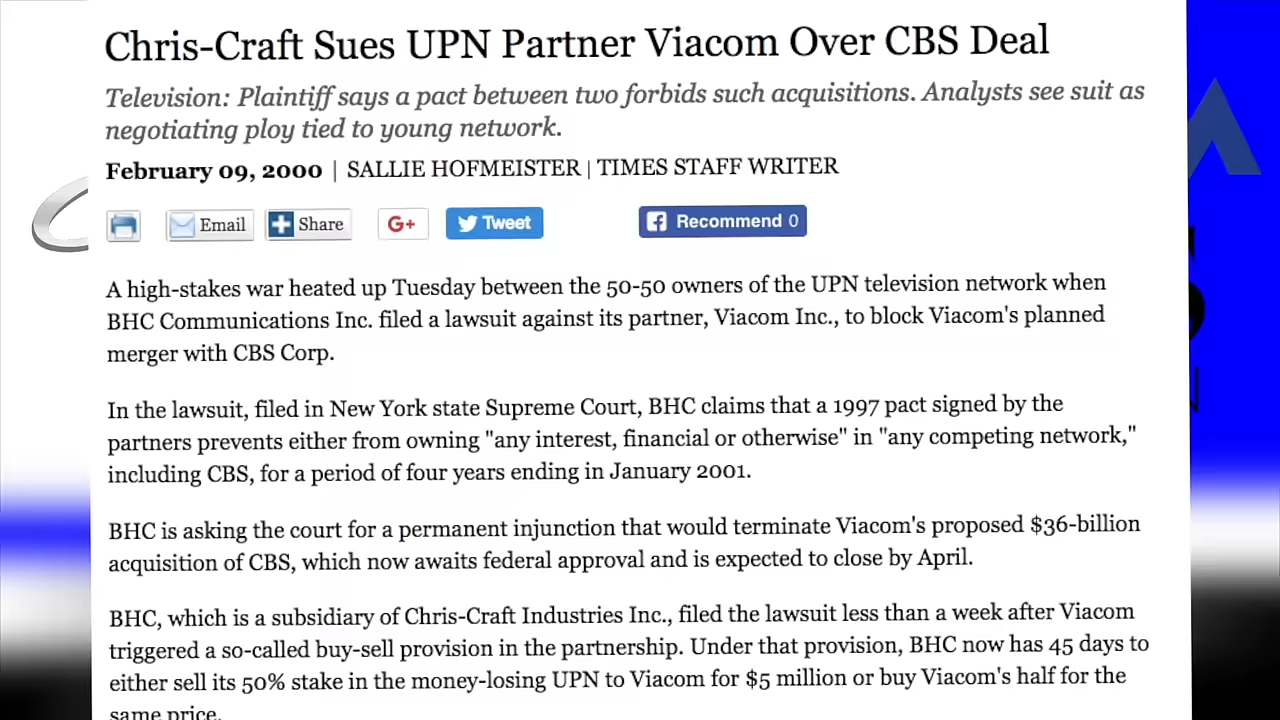 Chris-Craft Sues UPN Partner Viacom Over CBS Deal
Television: Plaintiff says a pact between two forbids such acquisitions. Analysts see suit as
negotiating ploy tied to young network.
February 09, 2000 | SALLIE HOFMEISTER | TIMES STAFF WRITER
Email Share G+ Tweet Recommend 0
A high-stakes war heated up Tuesday between the 50-50 owners of the UPN television network when
BHC Communications Inc. filed a lawsuit against its partner, Viacom Inc., to block Viacom's planned
merger with CBS Corp.
In the lawsuit, filed in New York state Supreme Court, BHC claims that a 1997 pact signed by the
partners prevents either from owning "any interest, financial or otherwise" in "any competing network,"
including CBS, for a period of four years ending in January 2001.
BHC is asking the court for a permanent injunction that would terminate Viacom's proposed $36-billion
acquisition of CBS, which now awaits federal approval and is expected to close by April.
BHC, which is a subsidiary of Chris-Craft Industries Inc., filed the lawsuit less than a week after Viacom
triggered a so-called buy-sell provision in the partnership. Under that provision, BHC now has 45 days to
either sell its 50% stake in the money-losing UPN to Viacom for $5 million or buy Viacom's half for the
same price.